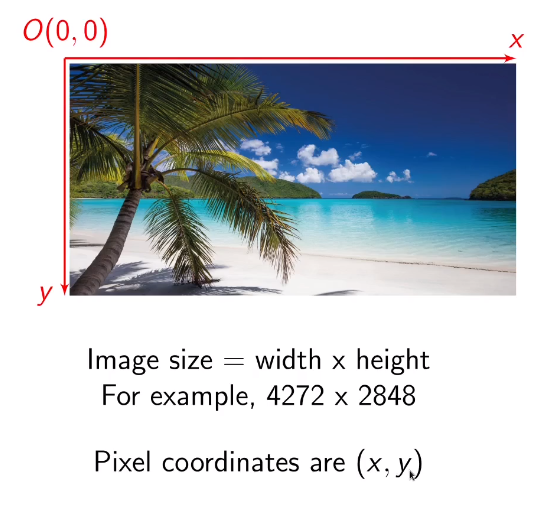 O(0, 0)
x
y
Image size = width x height
For example, 4272 x 2848
Pixel coordinates are (x, y)